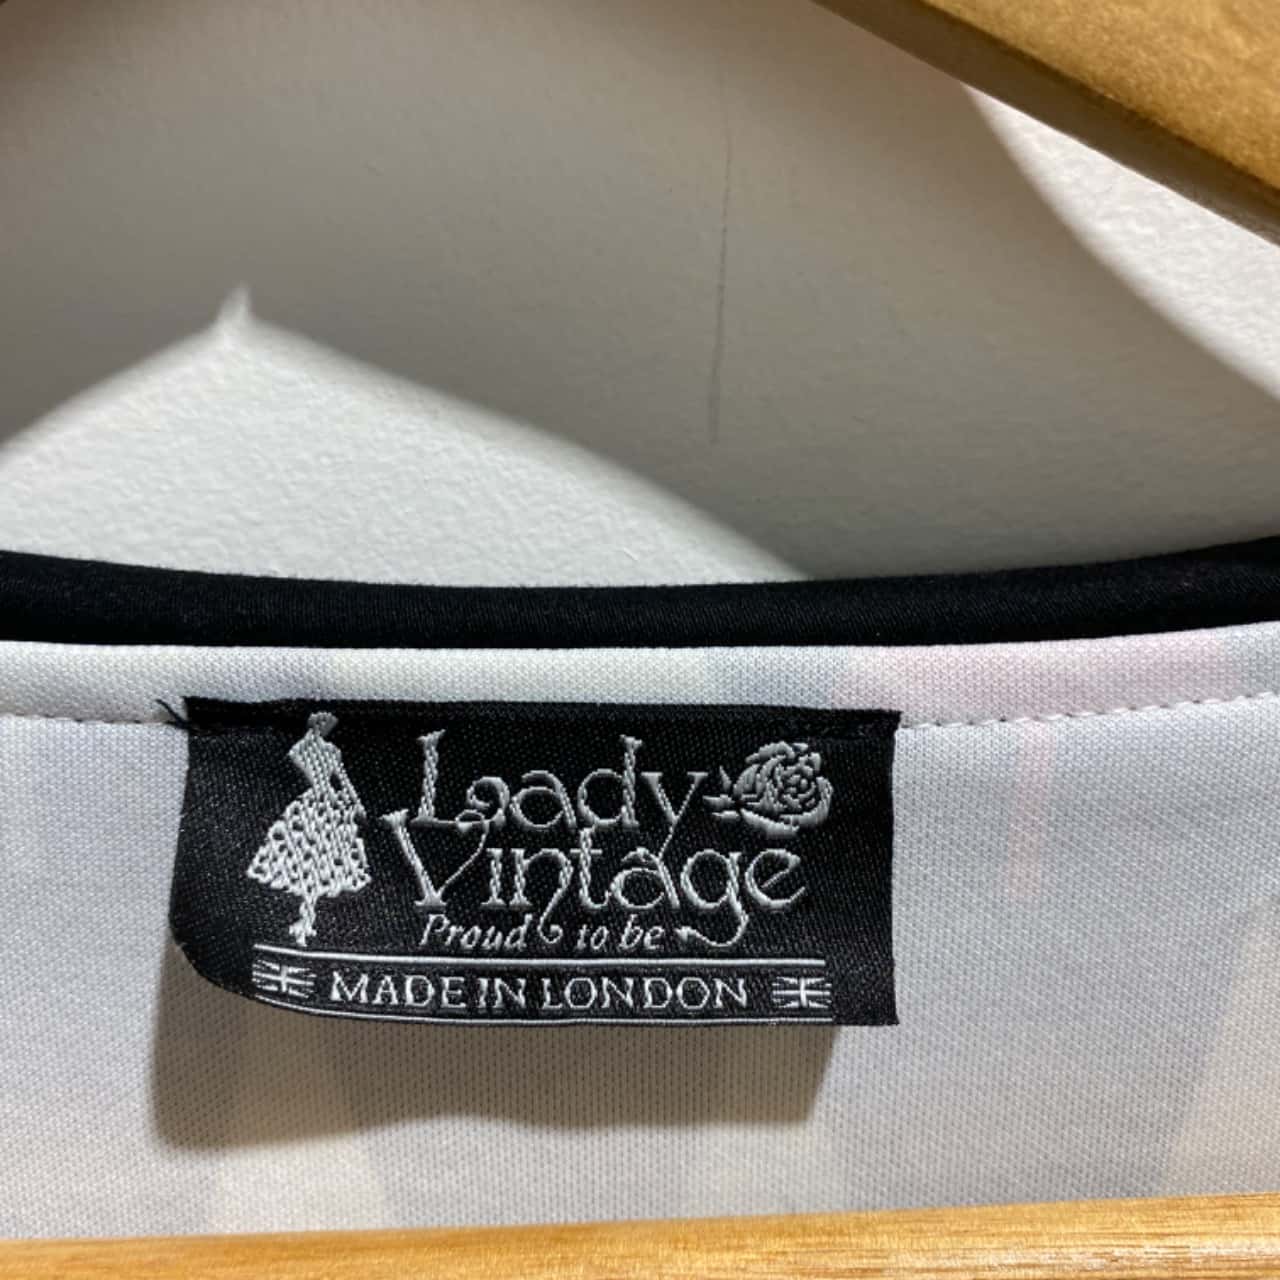 Lady
Vintage
Proud to be
MADE IN LONDON